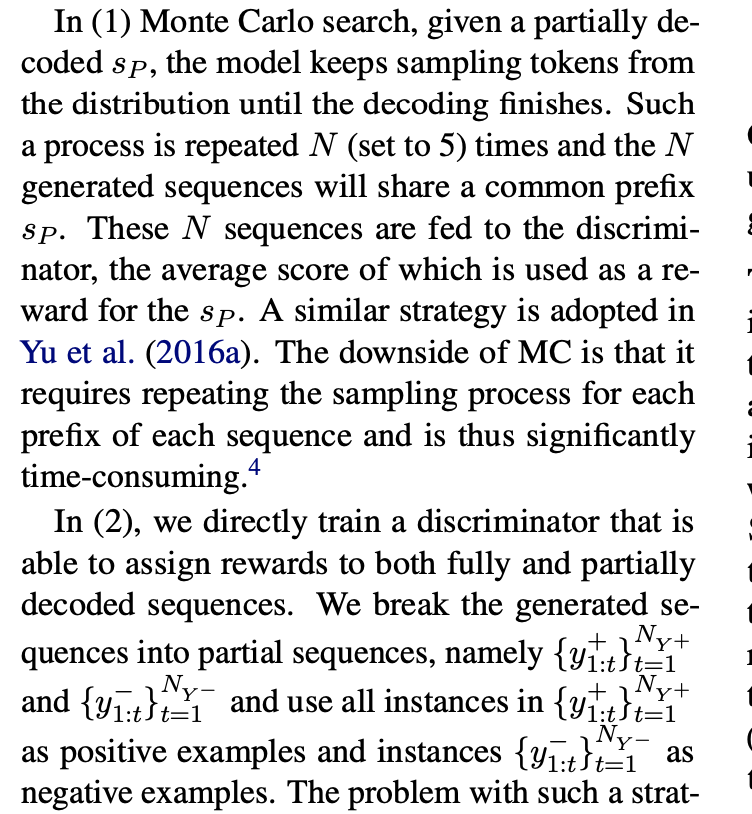 In (1) Monte Carlo search, given a partially de-
coded s_P, the model keeps sampling tokens from
the distribution until the decoding finishes. Such
a process is repeated N (set to 5) times and the N
generated sequences will share a common prefix
s_P. These N sequences are fed to the discrimi-
nator, the average score of which is used as a re-
ward for the s_P. A similar strategy is adopted in
Yu et al. (2016a). The downside of MC is that it
requires repeating the sampling process for each
prefix of each sequence and is thus significantly
time-consuming.⁴
In (2), we directly train a discriminator that is
able to assign rewards to both fully and partially
decoded sequences. We break the generated se-
quences into partial sequences, namely {y^+_{1:t}}^{N_{Y^+}}_{t=1}
and {y^-_{1:t}}^{N_{Y^-}}_{t=1} and use all instances in {y^+_{1:t}}^{N_{Y^+}}_{t=1}
as positive examples and instances {y^-_{1:t}}^{N_{Y^-}}_{t=1} as
negative examples. The problem with such a strat-